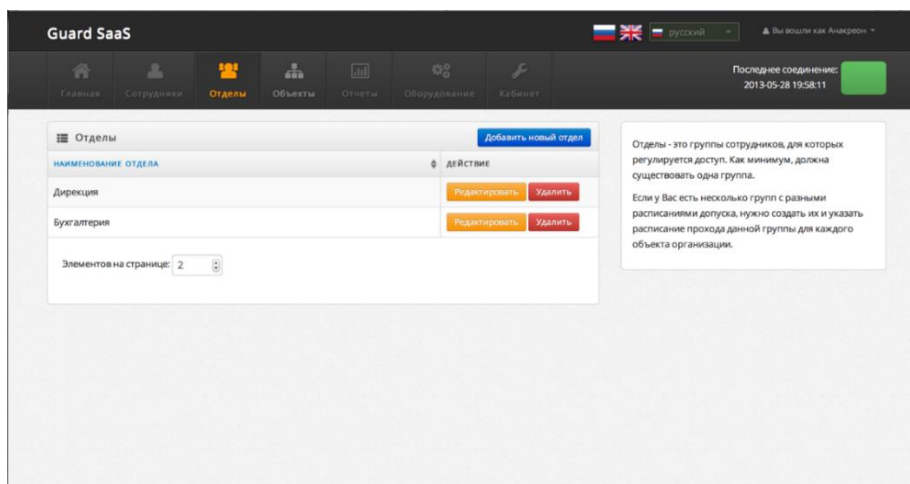 Guard SaaS
русский
Вы вошли как Анакреон
Главная Сотрудники Отделы Объекты Отчеты Оборудование Кабинет
Последнее соединение:
2013-05-28 19:58:11
Отделы
Добавить новый отдел
НАИМЕНОВАНИЕ ОТДЕЛА ДЕЙСТВИЕ
Дирекция Редактировать Удалить
Бухгалтерия Редактировать Удалить
Элементов на странице: 2
Отделы - это группы сотрудников, для которых
регулируется доступ. Как минимум, должна
существовать одна группа.
Если у Вас есть несколько групп с разными
расписаниями допуска, нужно создать их и указать
расписание прохода данной группы для каждого
объекта организации.